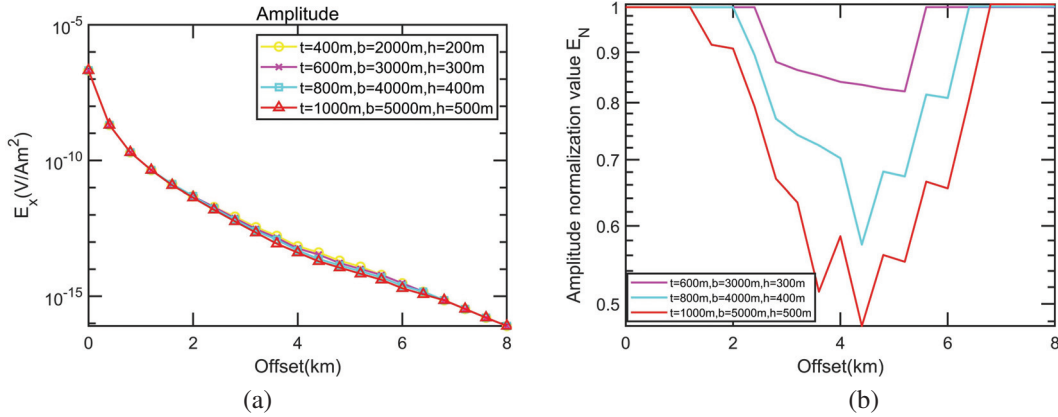 Amplitude
10^-5
10^-10
10^-15
E_x(V/Am^2)
t=400m,b=2000m,h=200m
t=600m,b=3000m,h=300m
t=800m,b=4000m,h=400m
t=1000m,b=5000m,h=500m
0 2 4 6 8
Offset(km)
(a)
1
0.9
0.8
0.7
0.6
0.5
Amplitude normalization value E_N
t=600m,b=3000m,h=300m
t=800m,b=4000m,h=400m
t=1000m,b=5000m,h=500m
0 2 4 6 8
Offset(km)
(b)